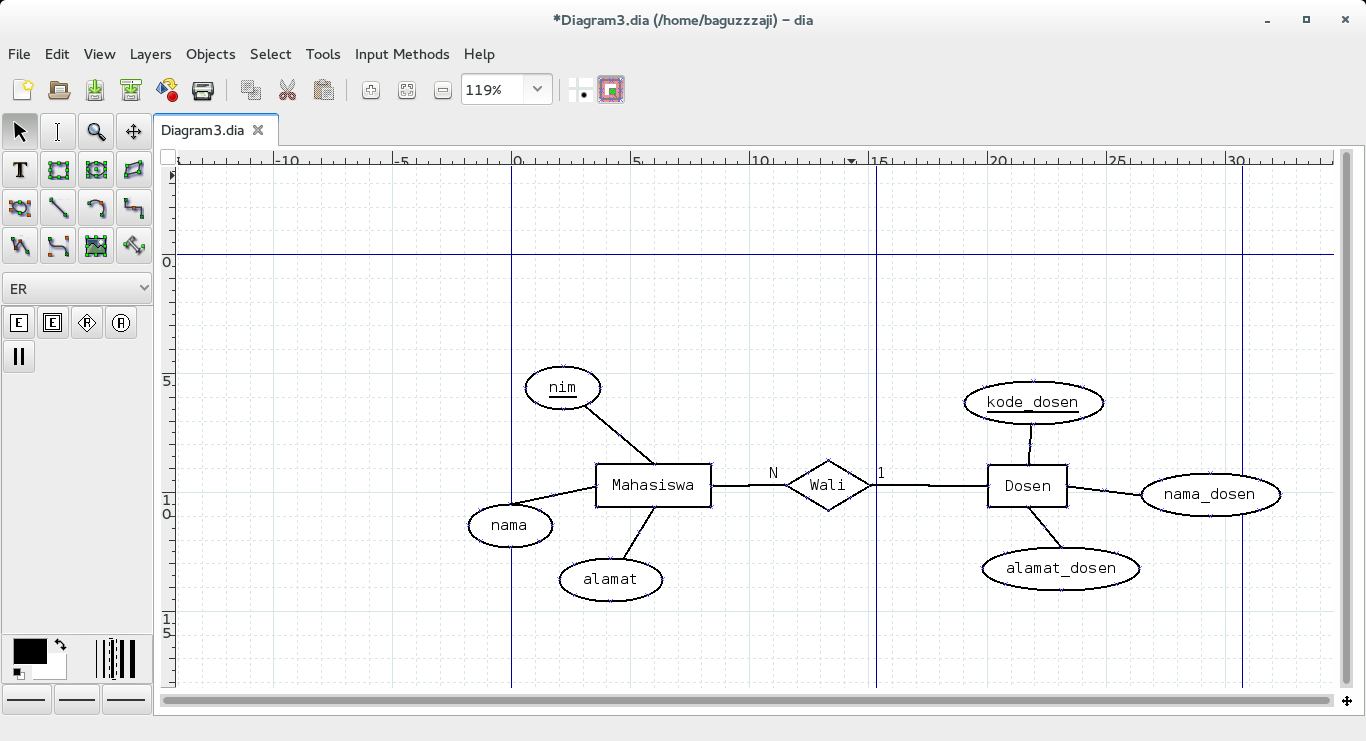 *Diagram3.dia (/home/baguzzzaji) – dia
File Edit View Layers Objects Select Tools Input Methods Help
119%
Diagram3.dia
-10 -5 0 5 10 15 20 25 30
T
ER
E E R A
0
5
10
15
nim
kode_dosen
Mahasiswa N Wali 1 Dosen
nama_dosen
nama
alamat_dosen
alamat